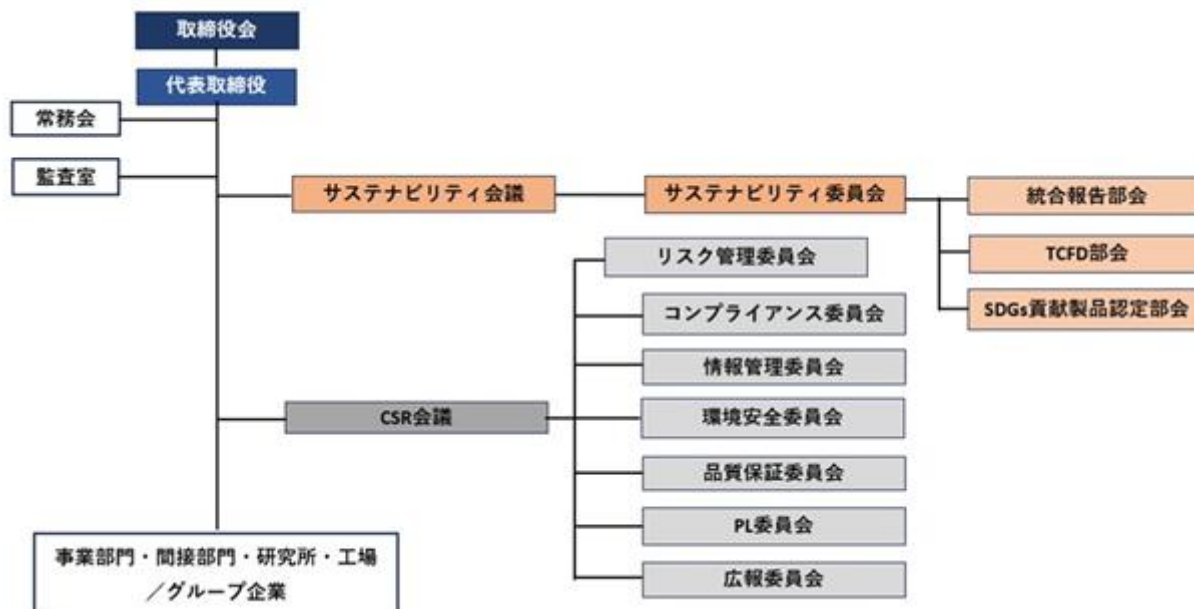 取締役会
代表取締役
常務会
監査室
サステナビリティ会議
サステナビリティ委員会
統合報告部会
TCFD部会
SDGs貢献製品認定部会
リスク管理委員会
コンプライアンス委員会
情報管理委員会
CSR会議
環境安全委員会
品質保証委員会
PL委員会
広報委員会
事業部門・間接部門・研究所・工場
／グループ企業